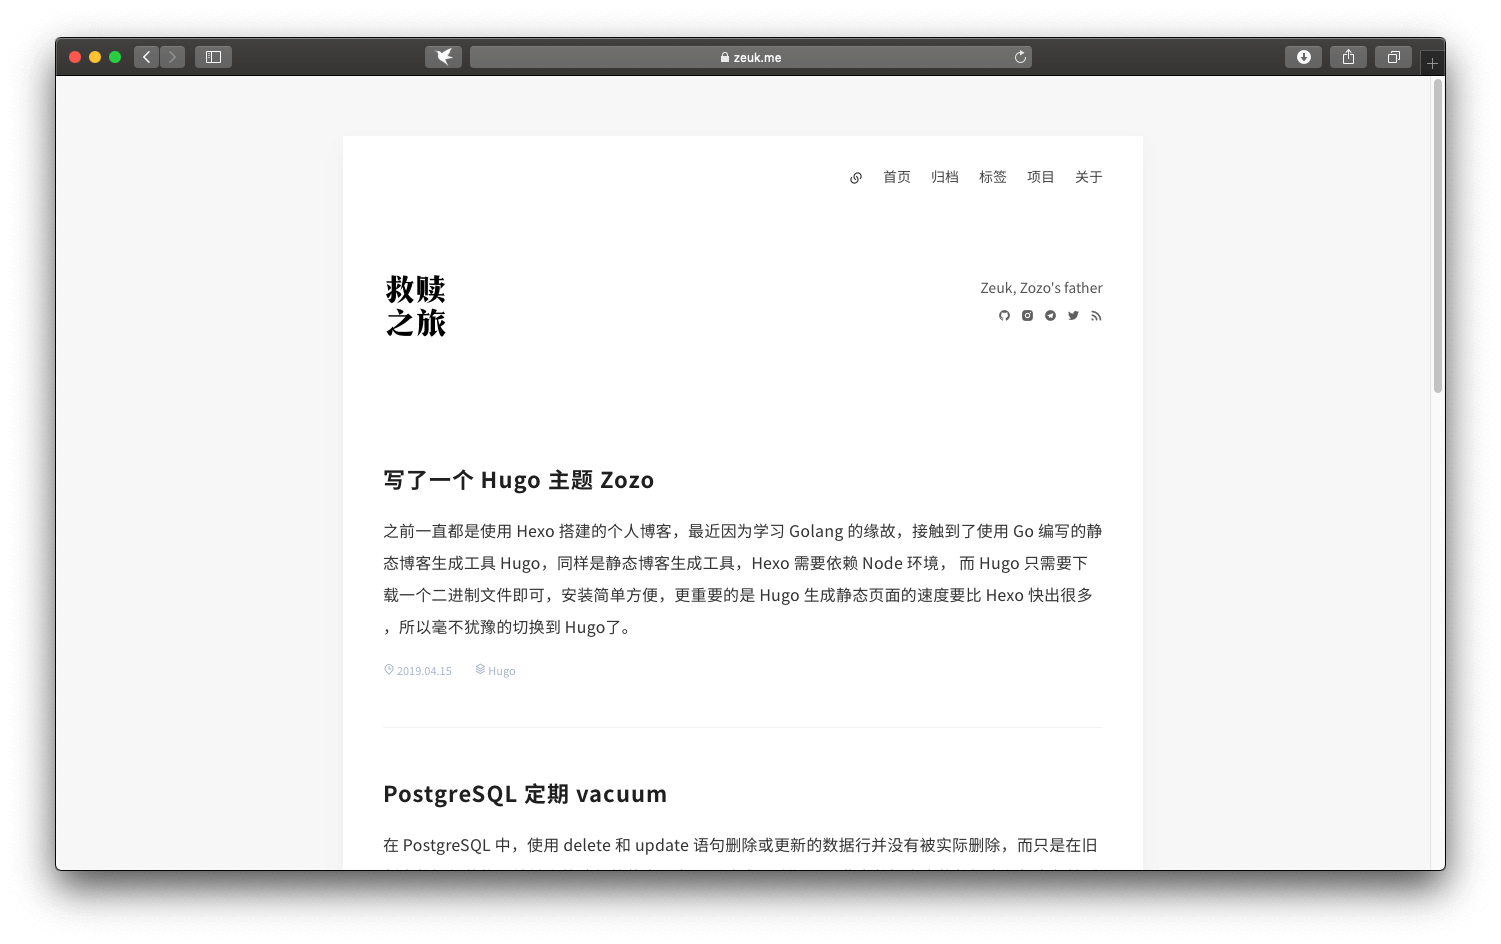 zeuk.me
首页 归档 标签 项目 关于
救赎
之旅
Zeuk, Zozo's father
写了一个 Hugo 主题 Zozo
之前一直都是使用 Hexo 搭建的个人博客，最近因为学习 Golang 的缘故，接触到了使用 Go 编写的静
态博客生成工具 Hugo，同样是静态博客生成工具，Hexo 需要依赖 Node 环境， 而 Hugo 只需要下
载一个二进制文件即可，安装简单方便，更重要的是 Hugo 生成静态页面的速度要比 Hexo 快出很多
，所以毫不犹豫的切换到 Hugo了。
2019.04.15 Hugo
PostgreSQL 定期 vacuum
在 PostgreSQL 中，使用 delete 和 update 语句删除或更新的数据行并没有被实际删除，而只是在旧